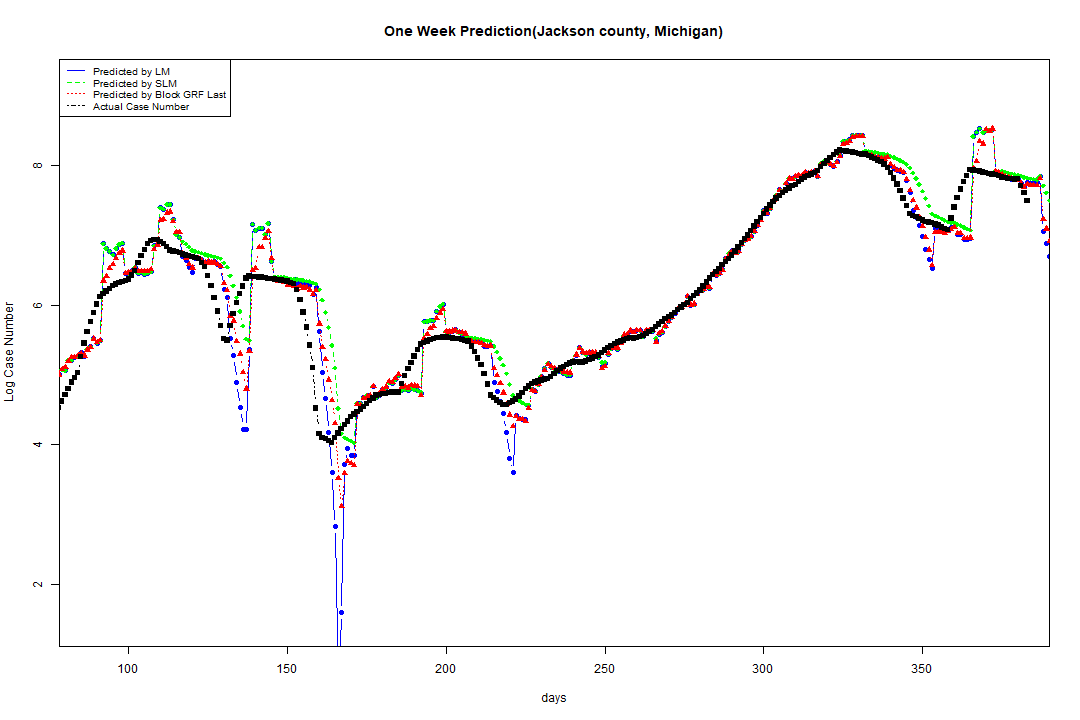 One Week Prediction(Jackson county, Michigan)
Predicted by LM
Predicted by SLM
Predicted by Block GRF Last
Actual Case Number
Log Case Number
8
6
4
2
100 150 200 250 300 350
days